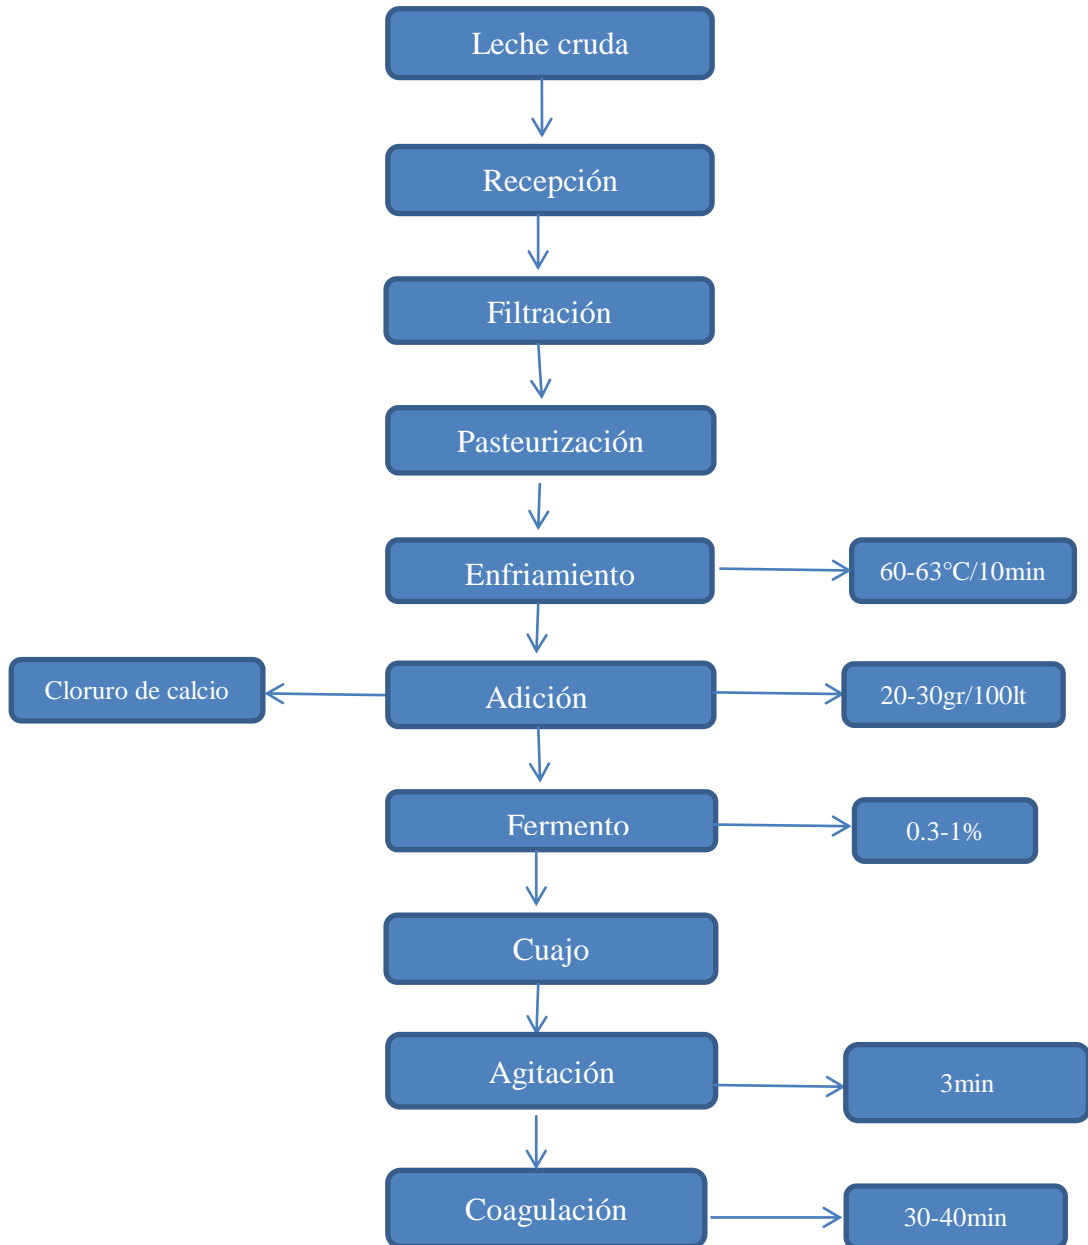 Leche cruda
Recepción
Filtración
Pasteurización
Enfriamiento
60-63°C/10min
Cloruro de calcio
Adición
20-30gr/100lt
Fermento
0.3-1%
Cuajo
Agitación
3min
Coagulación
30-40min